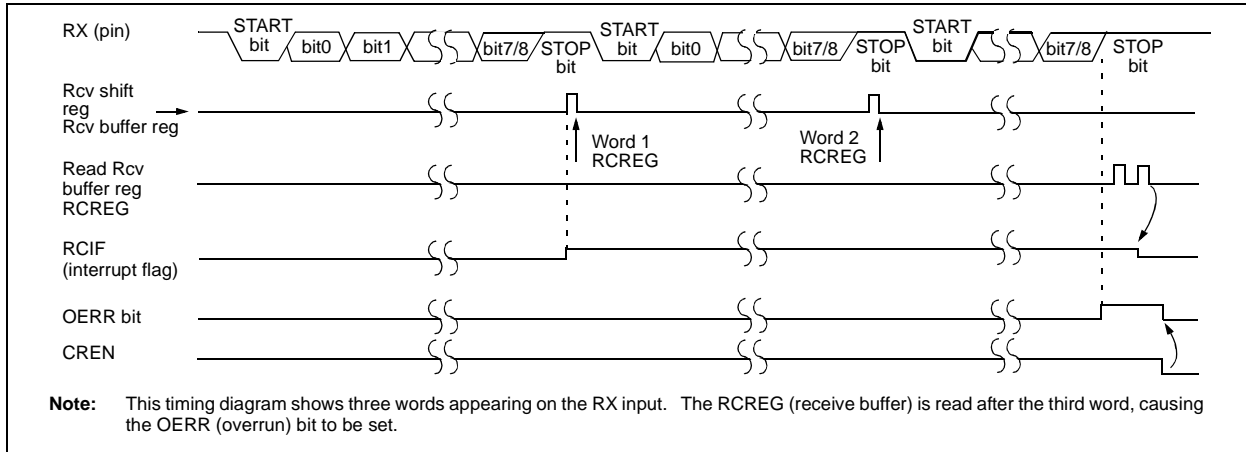 RX (pin)
START
bit
bit0
bit1
bit7/8
STOP
bit
START
bit
bit0
bit7/8
STOP
bit
START
bit
bit7/8
STOP
bit
Rcv shift
reg
Rcv buffer reg
Word 1
RCREG
Word 2
RCREG
Read Rcv
buffer reg
RCREG
RCIF
(interrupt flag)
OERR bit
CREN
Note: This timing diagram shows three words appearing on the RX input. The RCREG (receive buffer) is read after the third word, causing
the OERR (overrun) bit to be set.